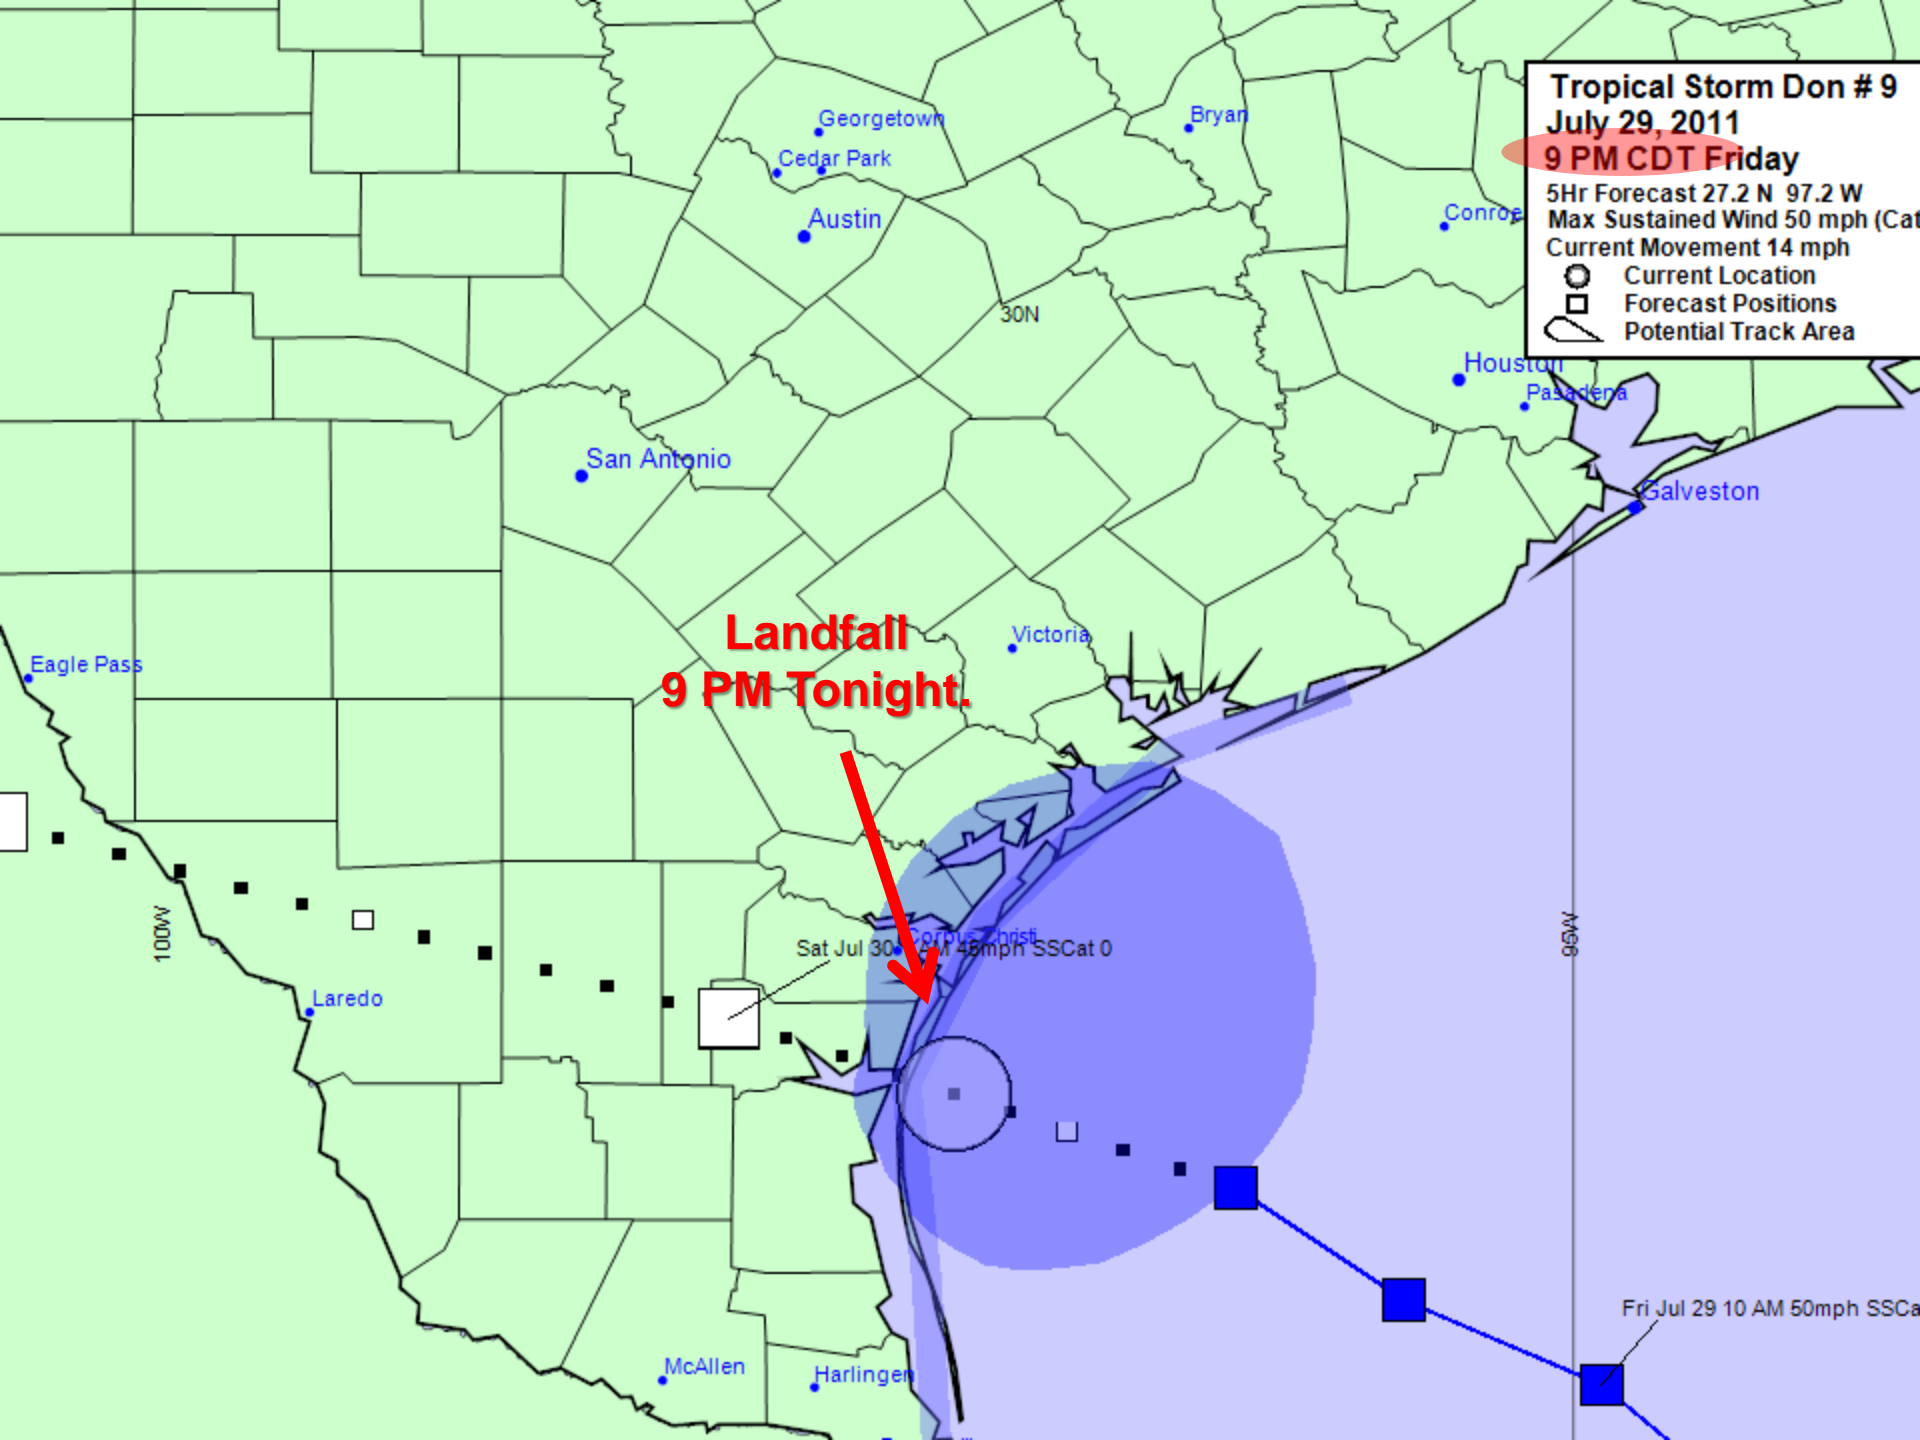 Tropical Storm Don # 9
July 29, 2011
9 PM CDT Friday
5Hr Forecast 27.2 N 97.2 W
Max Sustained Wind 50 mph (Cat
Current Movement 14 mph
Current Location
Forecast Positions
Potential Track Area
Georgetown
Bryan
Cedar Park
Austin
Conroe
30N
Houston
Pasadena
San Antonio
Galveston
Landfall
9 PM Tonight.
Victoria
Eagle Pass
100W
95W
Corpus Christi
Sat Jul 30 AM 45mph SSCat 0
Laredo
Fri Jul 29 10 AM 50mph SSCa
McAllen
Harlingen